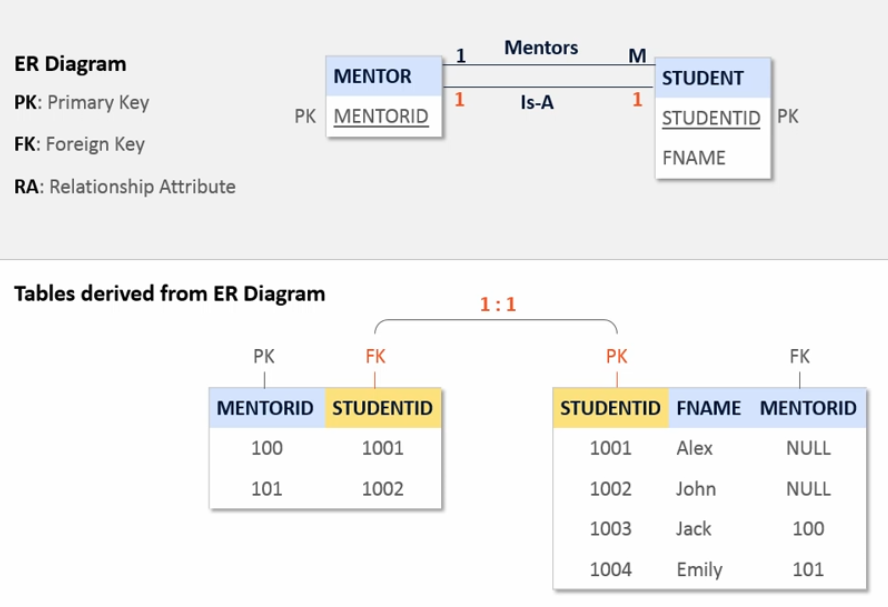 ER Diagram
PK: Primary Key
FK: Foreign Key
RA: Relationship Attribute
1 Mentors M
1 Is-A 1
MENTOR
PK MENTORID
STUDENT
STUDENTID PK
FNAME
Tables derived from ER Diagram
1 : 1
PK FK PK FK
MENTORID STUDENTID
100 1001
101 1002
STUDENTID FNAME MENTORID
1001 Alex NULL
1002 John NULL
1003 Jack 100
1004 Emily 101